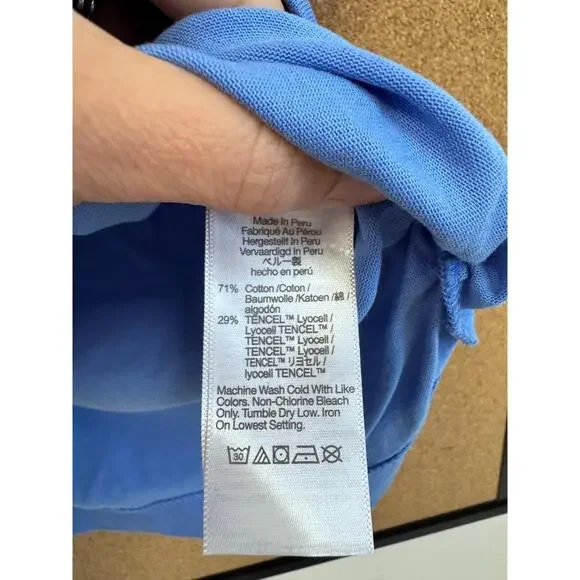 Made In Peru
Fabriqué Au Pérou
Hergestellt In Peru
Vervaardigd In Peru
ペルー製
hecho en perú
71% Cotton /Coton /
Baumwolle /Katoen /綿 /
algodón
29% TENCEL™ Lyocell /
Lyocell TENCEL™ /
TENCEL™ Lyocell /
TENCEL™ Lyocell /
TENCEL™ リヨセル /
lyocell TENCEL™
Machine Wash Cold With Like
Colors. Non-Chlorine Bleach
Only. Tumble Dry Low. Iron
On Lowest Setting.
30